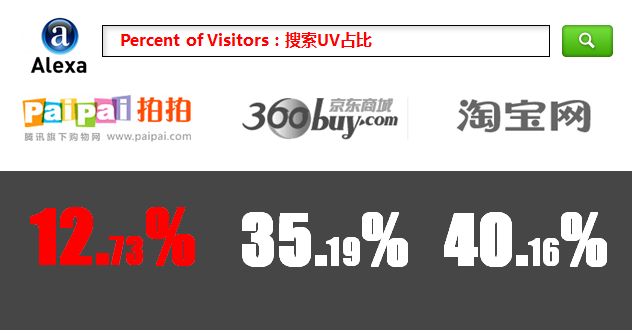 a
Alexa
Percent of Visitors：搜索UV占比
PaiPai 拍拍
腾讯旗下购物网 www.paipai.com
京东商城
360buy.com
淘宝网
12.73%
35.19%
40.16%